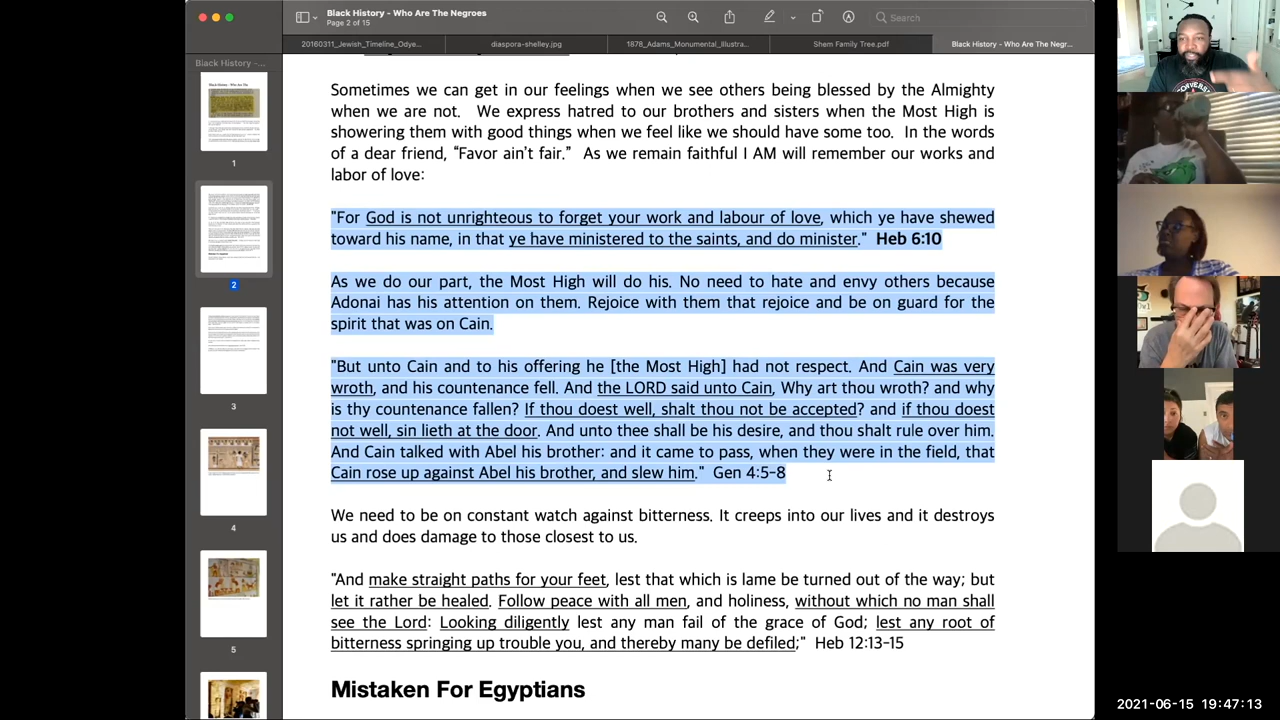 Black History - Who Are The Negroes
Page 2 of 15
Search
20160311_Jewish_Timeline_Odye...
diaspora-shelley.jpg
1878_Adams_Monumental_Illustra...
Shem Family Tree.pdf
Black History - Who Are The Negr...
Black History -...
Sometimes we can get in our feelings when we see others being blessed by the Almighty
when we are not. We express hatred to our brothers and sisters when the Most High is
showering them with good things when we feel like we should have some too. In the words
of a dear friend, “Favor ain’t fair.” As we remain faithful I AM will remember our works and
labor of love:
"For God is not unrighteous to forget your work and labour of love, which ye have shewed
toward his name, in that ye have ministered to the saints, and do minister." Heb 6:10
As we do our part, the Most High will do his. No need to hate and envy others because
Adonai has his attention on them. Rejoice with them that rejoice and be on guard for the
spirit that was on Cain.
"But unto Cain and to his offering he [the Most High] had not respect. And Cain was very
wroth, and his countenance fell. And the LORD said unto Cain, Why art thou wroth? and why
is thy countenance fallen? If thou doest well, shalt thou not be accepted? and if thou doest
not well, sin lieth at the door. And unto thee shall be his desire, and thou shalt rule over him.
And Cain talked with Abel his brother: and it came to pass, when they were in the field, that
Cain rose up against Abel his brother, and slew him." Gen 4:5-8
We need to be on constant watch against bitterness. It creeps into our lives and it destroys
us and does damage to those closest to us.
"And make straight paths for your feet, lest that which is lame be turned out of the way; but
let it rather be healed. Follow peace with all men, and holiness, without which no man shall
see the Lord: Looking diligently lest any man fail of the grace of God; lest any root of
bitterness springing up trouble you, and thereby many be defiled;" Heb 12:13-15
Mistaken For Egyptians
1
2
3
4
5
2021-06-15 19:47:13